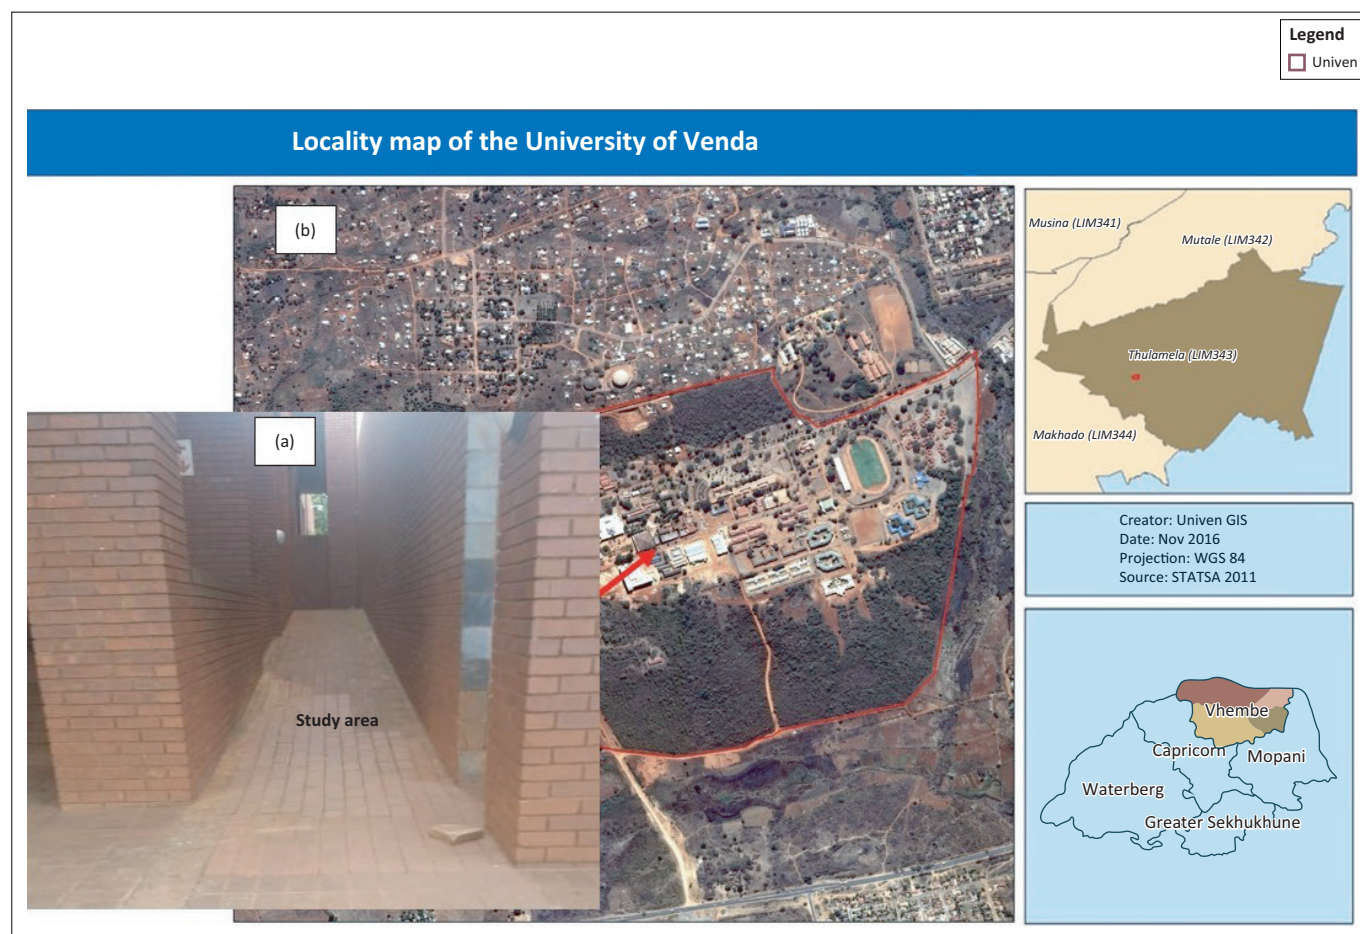 Legend
Univen
Locality map of the University of Venda
(b)
(a)
Study area
Musina (LIM341)
Mutale (LIM342)
Thulamela (LIM343)
Makhado (LIM344)
Creator: Univen GIS
Date: Nov 2016
Projection: WGS 84
Source: STATSA 2011
Vhembe
Capricorn
Mopani
Waterberg
Greater Sekhukhune